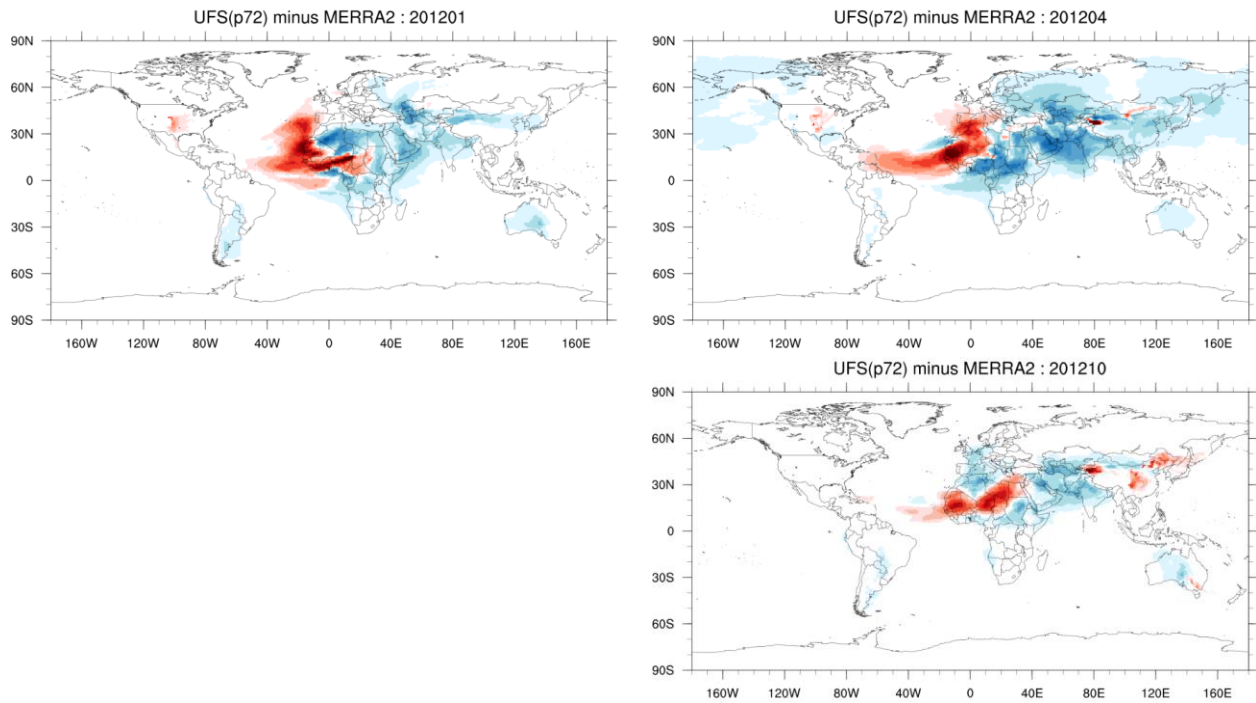 UFS(p72) minus MERRA2 : 201201
90N
60N
30N
0
30S
60S
90S
160W 120W 80W 40W 0 40E 80E 120E 160E
UFS(p72) minus MERRA2 : 201204
90N
60N
30N
0
30S
60S
90S
160W 120W 80W 40W 0 40E 80E 120E 160E
UFS(p72) minus MERRA2 : 201210
90N
60N
30N
0
30S
60S
90S
160W 120W 80W 40W 0 40E 80E 120E 160E